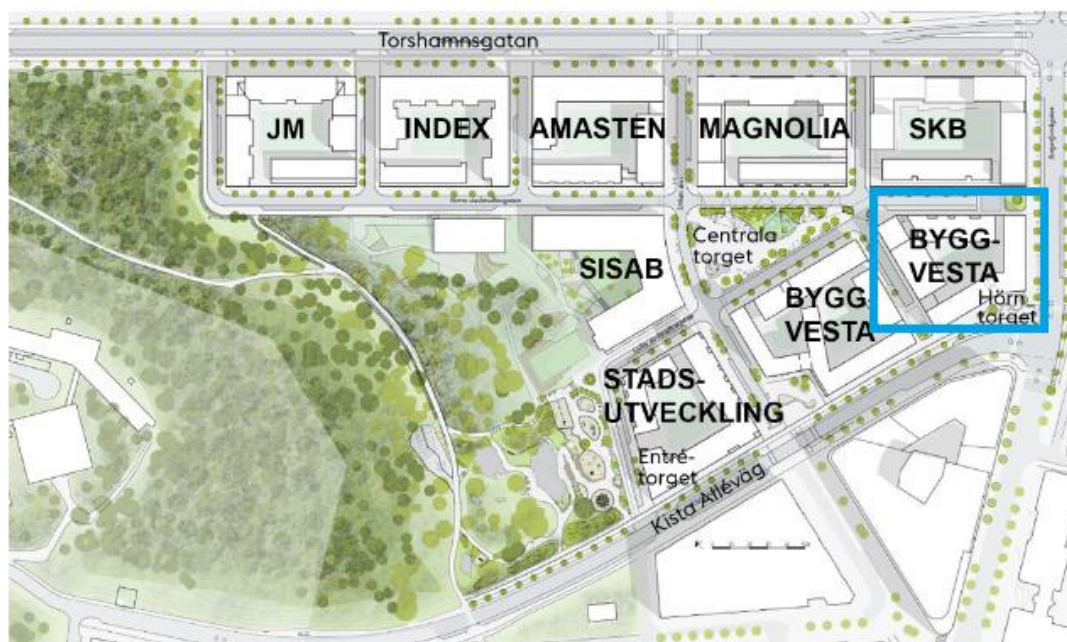 Torshamnsgatan
JM
INDEX
AMASTEN
MAGNOLIA
SKB
Centrala
torget
BYGG-
VESTA
Hörn
torget
SISAB
BYGG-
VESTA
STADS-
UTVECKLING
Entré-
torget
Kista Alléväg